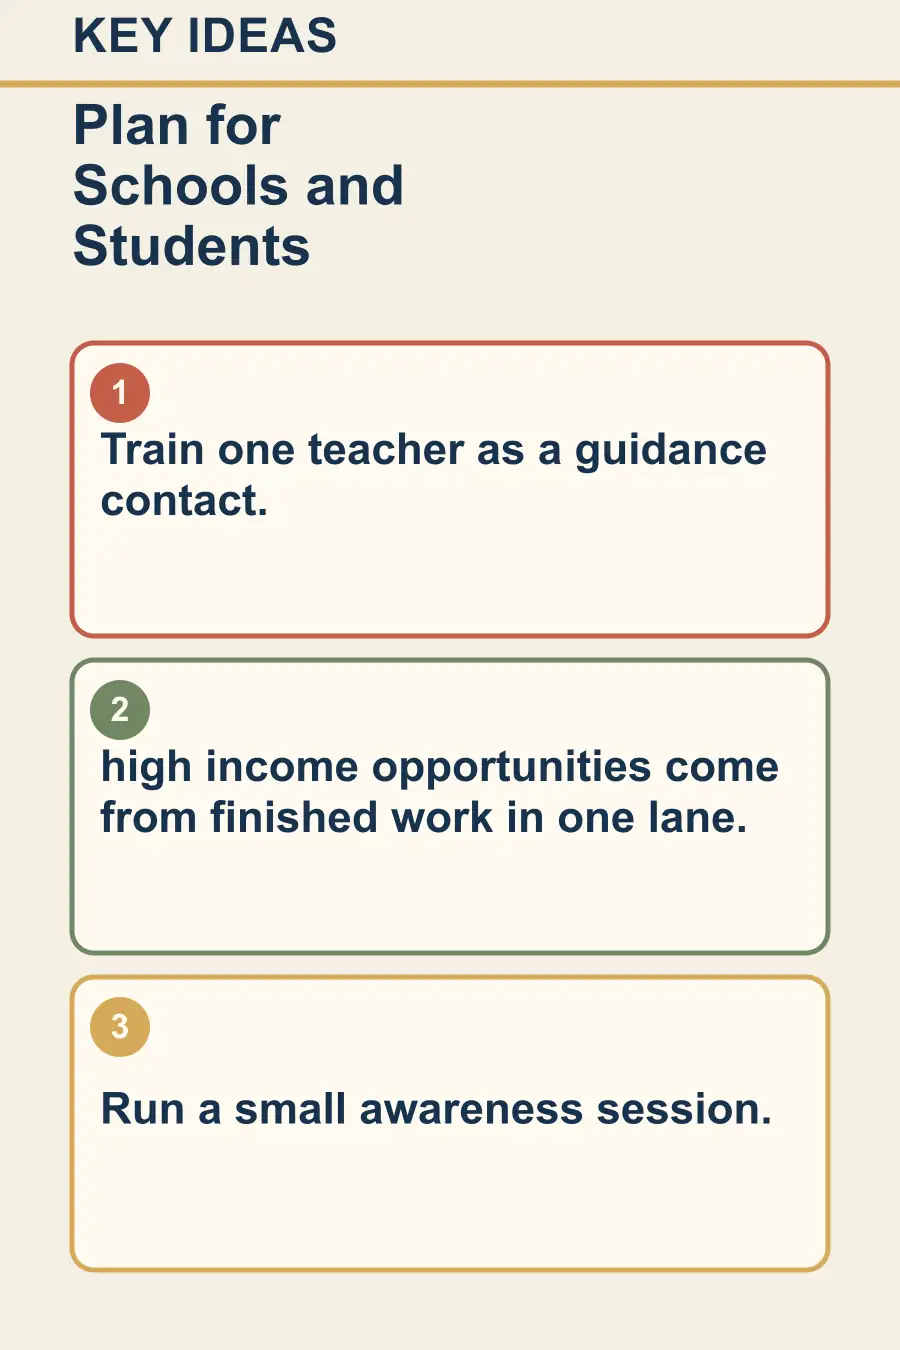 KEY IDEAS
Plan for
Schools and
Students
1
Train one teacher as a guidance
contact.
2
high income opportunities come
from finished work in one lane.
3
Run a small awareness session.